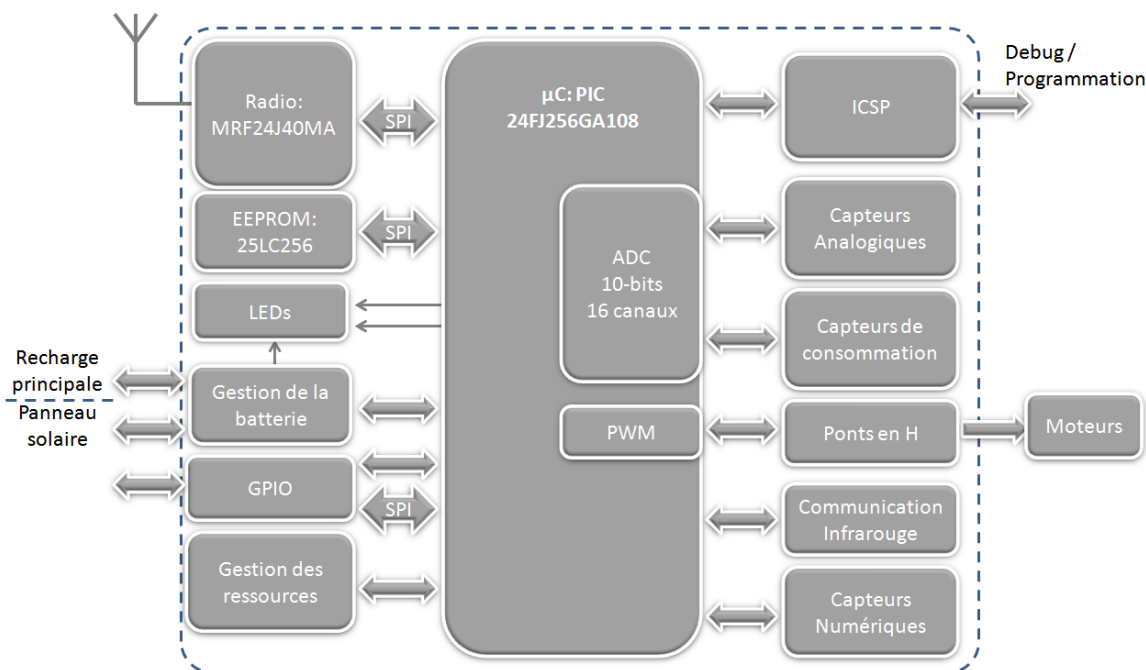 Radio:
MRF24J40MA
SPI
EEPROM:
25LC256
SPI
LEDs
Recharge
principale
Panneau
solaire
Gestion de la
batterie
GPIO
SPI
Gestion des
ressources
µC: PIC
24FJ256GA108
ADC
10-bits
16 canaux
PWM
ICSP
Debug /
Programmation
Capteurs
Analogiques
Capteurs de
consommation
Ponts en H
Moteurs
Communication
Infrarouge
Capteurs
Numériques